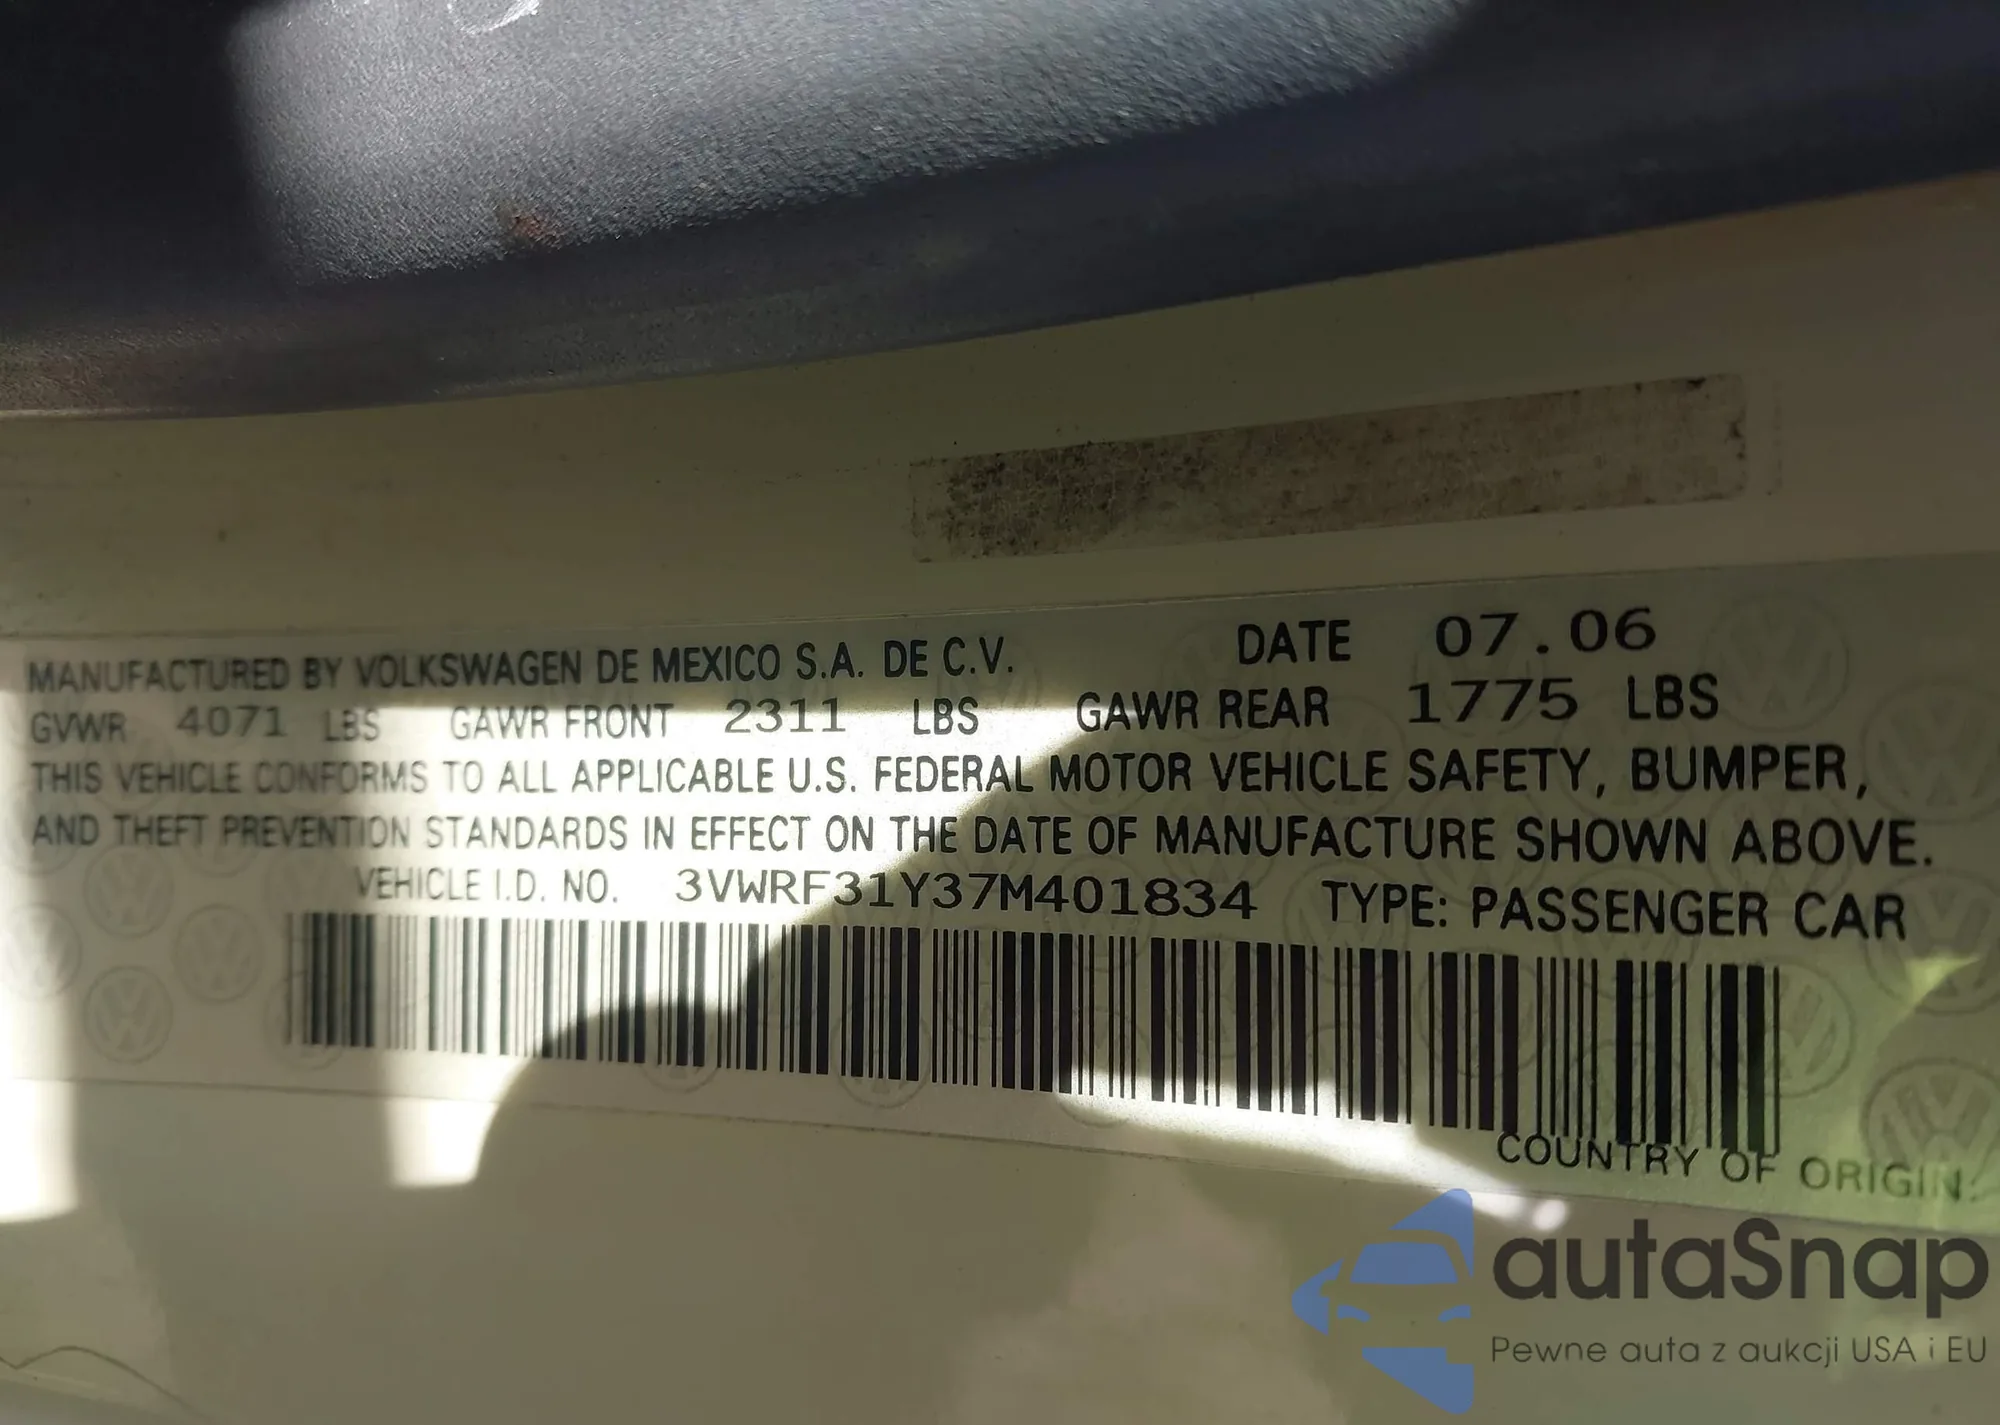 MANUFACTURED BY VOLKSWAGEN DE MEXICO S.A. DE C.V. DATE 07.06
GVWR 4071 LBS GAWR FRONT 2311 LBS GAWR REAR 1775 LBS
THIS VEHICLE CONFORMS TO ALL APPLICABLE U.S. FEDERAL MOTOR VEHICLE SAFETY, BUMPER,
AND THEFT PREVENTION STANDARDS IN EFFECT ON THE DATE OF MANUFACTURE SHOWN ABOVE.
VEHICLE I.D. NO. 3VWRF31Y37M401834 TYPE: PASSENGER CAR
COUNTRY OF ORIGIN:
autaSnap
Pewne auta z aukcji USA i EU